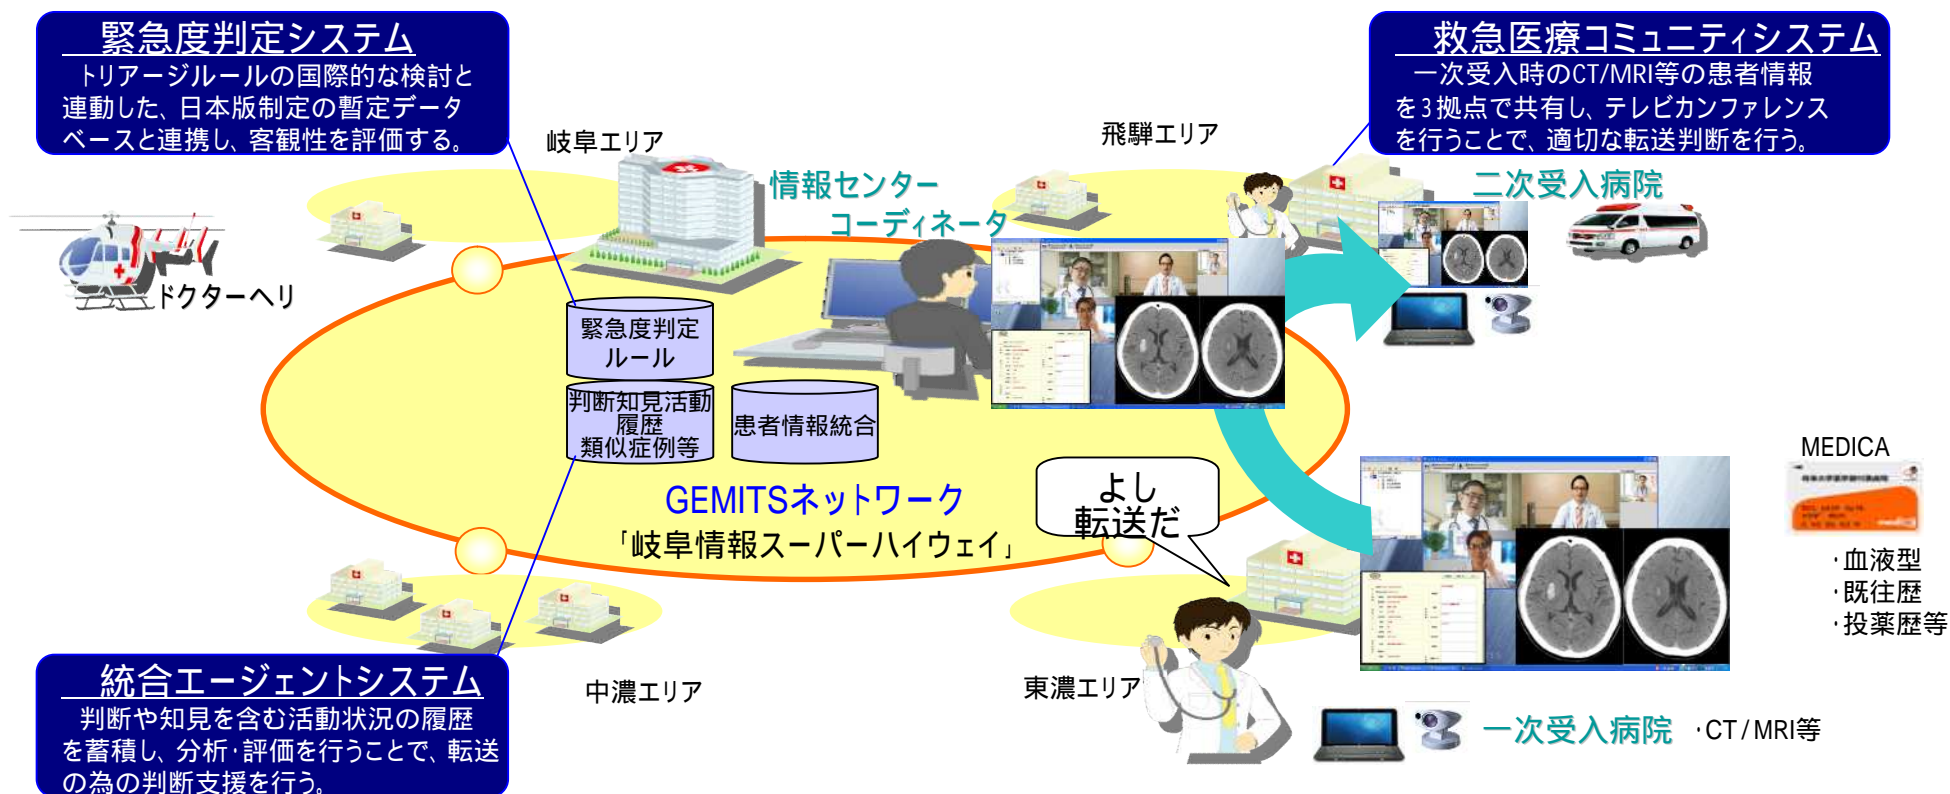 緊急度判定システム
トリアージルールの国際的な検討と
連動した、日本版制定の暫定データ
ベースと連携し、客観性を評価する。
救急医療コミュニティシステム
一次受入時のCT/MRI等の患者情報
を3拠点で共有し、テレビカンファレンス
を行うことで、適切な転送判断を行う。
岐阜エリア
飛騨エリア
情報センター
コーディネータ
二次受入病院
ドクターヘリ
緊急度判定
ルール
判断知見活動
履歴
類似症例等
患者情報統合
GEMITSネットワーク
「岐阜情報スーパーハイウェイ」
よし
転送だ
MEDICA
・血液型
・既往歴
・投薬歴等
統合エージェントシステム
判断や知見を含む活動状況の履歴
を蓄積し、分析・評価を行うことで、転送
の為の判断支援を行う。
中濃エリア
東濃エリア
一次受入病院
・CT/MRI等